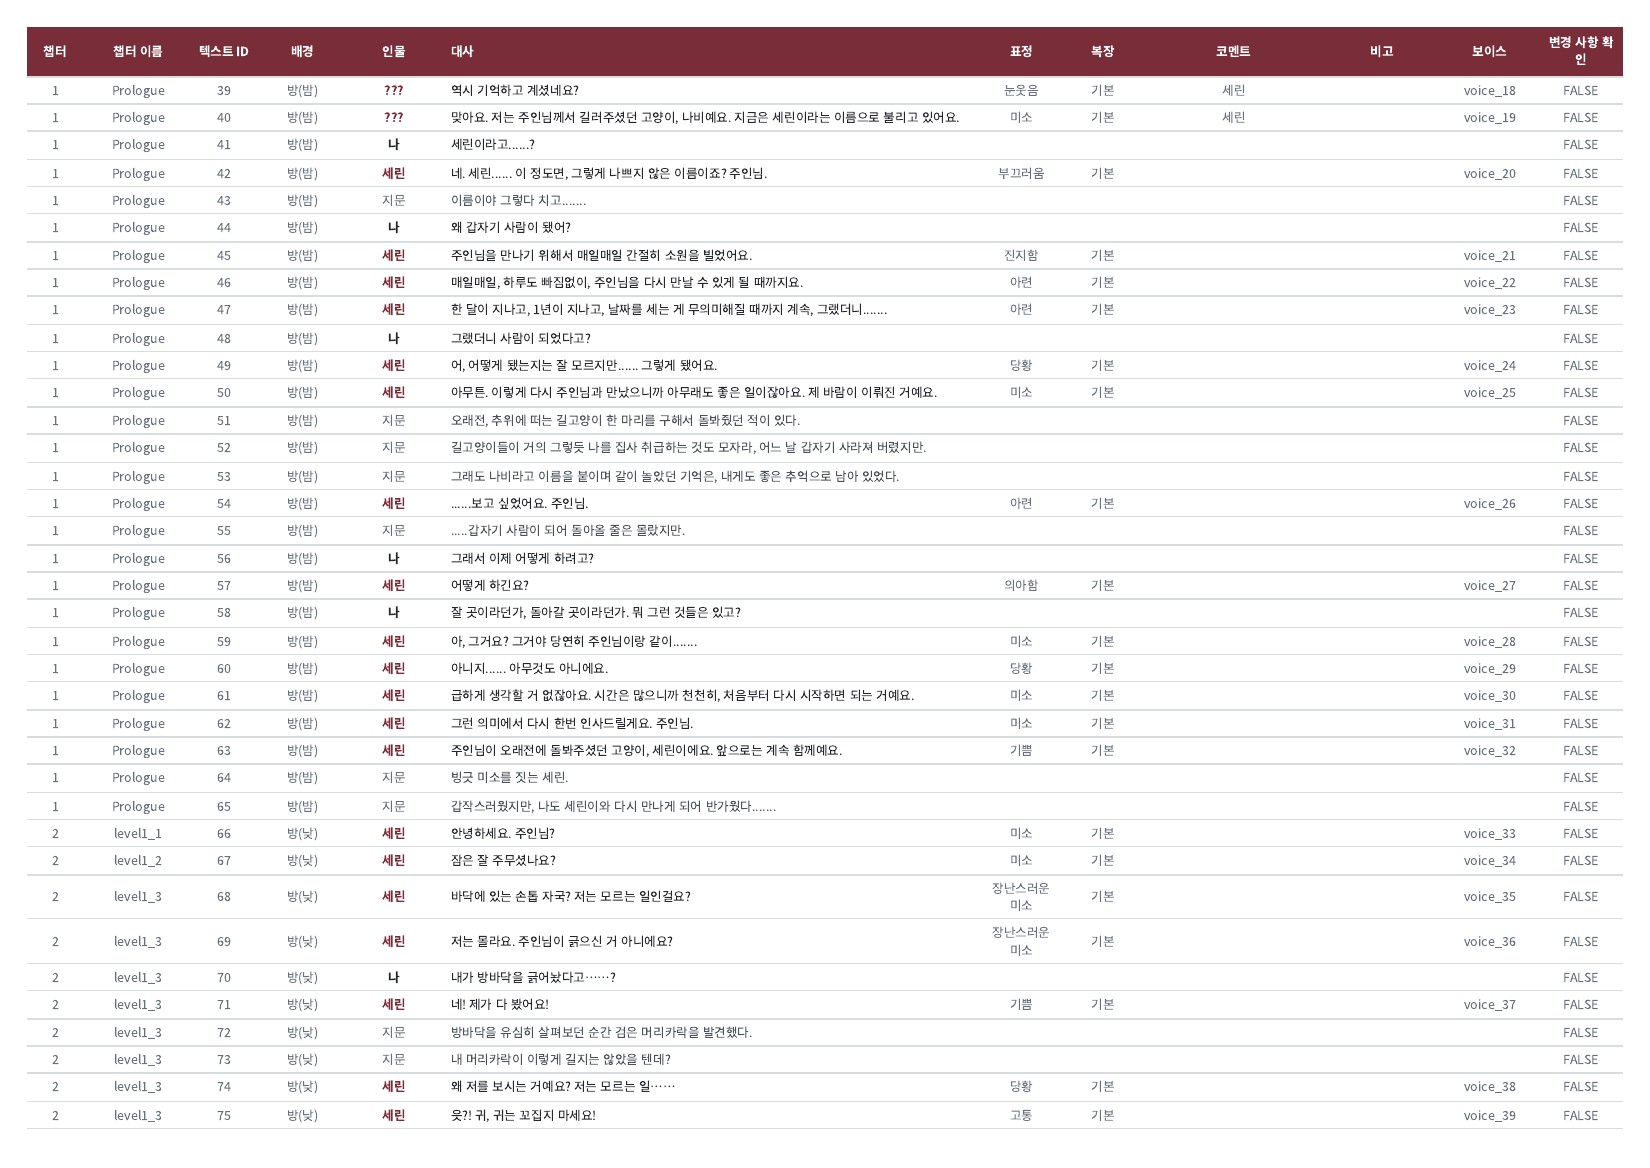 챕터 챕터 이름 텍스트 ID 배경 인물 대사 표정 복장 코멘트 비고 보이스 변경 사항 확인
1 Prologue 39 방(밤) ??? 역시 기억하고 계셨네요? 눈웃음 기본 세린 voice_18 FALSE
1 Prologue 40 방(밤) ??? 맞아요. 저는 주인님께서 길러주셨던 고양이, 나비예요. 지금은 세린이라는 이름으로 불리고 있어요. 미소 기본 세린 voice_19 FALSE
1 Prologue 41 방(밤) 나 세린이라고......? FALSE
1 Prologue 42 방(밤) 세린 네. 세린...... 이 정도면, 그렇게 나쁘지 않은 이름이죠? 주인님. 부끄러움 기본 voice_20 FALSE
1 Prologue 43 방(밤) 지문 이름이야 그렇다 치고....... FALSE
1 Prologue 44 방(밤) 나 왜 갑자기 사람이 됐어? FALSE
1 Prologue 45 방(밤) 세린 주인님을 만나기 위해서 매일매일 간절히 소원을 빌었어요. 진지함 기본 voice_21 FALSE
1 Prologue 46 방(밤) 세린 매일매일, 하루도 빠짐없이, 주인님을 다시 만날 수 있게 될 때까지요. 아련 기본 voice_22 FALSE
1 Prologue 47 방(밤) 세린 한 달이 지나고, 1년이 지나고, 날짜를 세는 게 무의미해질 때까지 계속, 그랬더니....... 아련 기본 voice_23 FALSE
1 Prologue 48 방(밤) 나 그랬더니 사람이 되었다고? FALSE
1 Prologue 49 방(밤) 세린 어, 어떻게 됐는지는 잘 모르지만...... 그렇게 됐어요. 당황 기본 voice_24 FALSE
1 Prologue 50 방(밤) 세린 아무튼. 이렇게 다시 주인님과 만났으니까 아무래도 좋은 일이잖아요. 제 바람이 이뤄진 거예요. 미소 기본 voice_25 FALSE
1 Prologue 51 방(밤) 지문 오래전, 추위에 떠는 길고양이 한 마리를 구해서 돌봐줬던 적이 있다. FALSE
1 Prologue 52 방(밤) 지문 길고양이들이 거의 그렇듯 나를 집사 취급하는 것도 모자라, 어느 날 갑자기 사라져 버렸지만. FALSE
1 Prologue 53 방(밤) 지문 그래도 나비라고 이름을 붙이며 같이 놀았던 기억은, 내게도 좋은 추억으로 남아 있었다. FALSE
1 Prologue 54 방(밤) 세린 ......보고 싶었어요. 주인님. 아련 기본 voice_26 FALSE
1 Prologue 55 방(밤) 지문 .....갑자기 사람이 되어 돌아올 줄은 몰랐지만. FALSE
1 Prologue 56 방(밤) 나 그래서 이제 어떻게 하려고? FALSE
1 Prologue 57 방(밤) 세린 어떻게 하긴요? 의아함 기본 voice_27 FALSE
1 Prologue 58 방(밤) 나 잘 곳이라던가, 돌아갈 곳이라던가. 뭐 그런 것들은 있고? FALSE
1 Prologue 59 방(밤) 세린 아, 그거요? 그거야 당연히 주인님이랑 같이....... 미소 기본 voice_28 FALSE
1 Prologue 60 방(밤) 세린 아니지...... 아무것도 아니에요. 당황 기본 voice_29 FALSE
1 Prologue 61 방(밤) 세린 급하게 생각할 거 없잖아요. 시간은 많으니까 천천히, 처음부터 다시 시작하면 되는 거예요. 미소 기본 voice_30 FALSE
1 Prologue 62 방(밤) 세린 그런 의미에서 다시 한번 인사드릴게요. 주인님. 미소 기본 voice_31 FALSE
1 Prologue 63 방(밤) 세린 주인님이 오래전에 돌봐주셨던 고양이, 세린이에요. 앞으로는 계속 함께예요. 기쁨 기본 voice_32 FALSE
1 Prologue 64 방(밤) 지문 빙긋 미소를 짓는 세린. FALSE
1 Prologue 65 방(밤) 지문 갑작스러웠지만, 나도 세린이와 다시 만나게 되어 반가웠다....... FALSE
2 level1_1 66 방(낮) 세린 안녕하세요. 주인님? 미소 기본 voice_33 FALSE
2 level1_2 67 방(낮) 세린 잠은 잘 주무셨나요? 미소 기본 voice_34 FALSE
2 level1_3 68 방(낮) 세린 바닥에 있는 손톱 자국? 저는 모르는 일인걸요? 장난스러운 미소 기본 voice_35 FALSE
2 level1_3 69 방(낮) 세린 저는 몰라요. 주인님이 긁으신 거 아니에요? 장난스러운 미소 기본 voice_36 FALSE
2 level1_3 70 방(낮) 나 내가 방바닥을 긁어놨다고……? FALSE
2 level1_3 71 방(낮) 세린 네! 제가 다 봤어요! 기쁨 기본 voice_37 FALSE
2 level1_3 72 방(낮) 지문 방바닥을 유심히 살펴보던 순간 검은 머리카락을 발견했다. FALSE
2 level1_3 73 방(낮) 지문 내 머리카락이 이렇게 길지는 않았을 텐데? FALSE
2 level1_3 74 방(낮) 세린 왜 저를 보시는 거예요? 저는 모르는 일…… 당황 기본 voice_38 FALSE
2 level1_3 75 방(낮) 세린 읏?! 귀, 귀는 꼬집지 마세요! 고통 기본 voice_39 FALSE